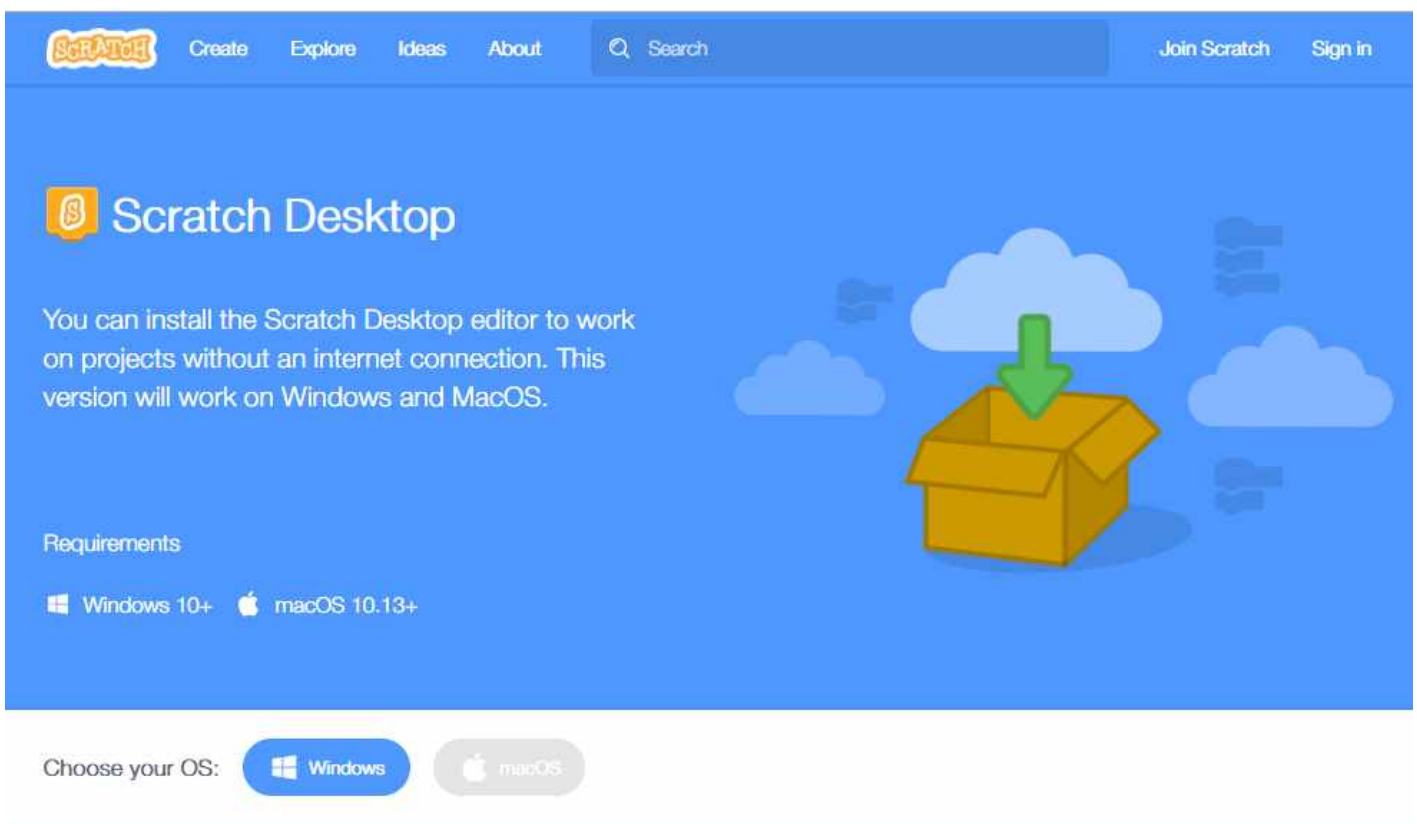 SCRATCH Create Explore Ideas About Search Join Scratch Sign in
S Scratch Desktop
You can install the Scratch Desktop editor to work
on projects without an internet connection. This
version will work on Windows and MacOS.
Requirements
Windows 10+ macOS 10.13+
Choose your OS: Windows macOS